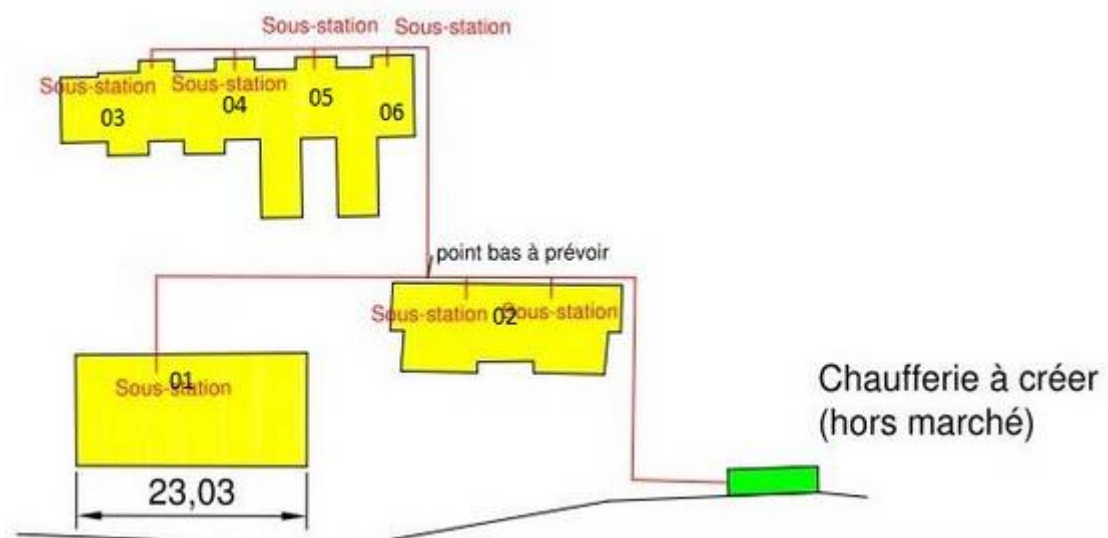 Sous-station
Sous-station
Sous-station
Sous-station
03
04
05
06
point bas à prévoir
Sous-station
02
Sous-station
01
Sous-station
Chaufferie à créer
(hors marché)
23,03